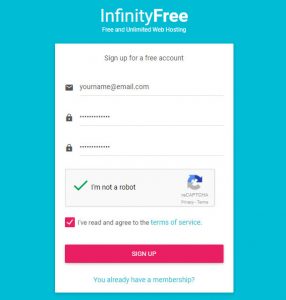 InfinityFree
Free and Unlimited Web Hosting
Sign up for a free account
yourname@email.com
•••••••••••••
•••••••••••••
I'm not a robot
reCAPTCHA
Privacy - Terms
I've read and agree to the terms of service.
SIGN UP
You already have a membership?